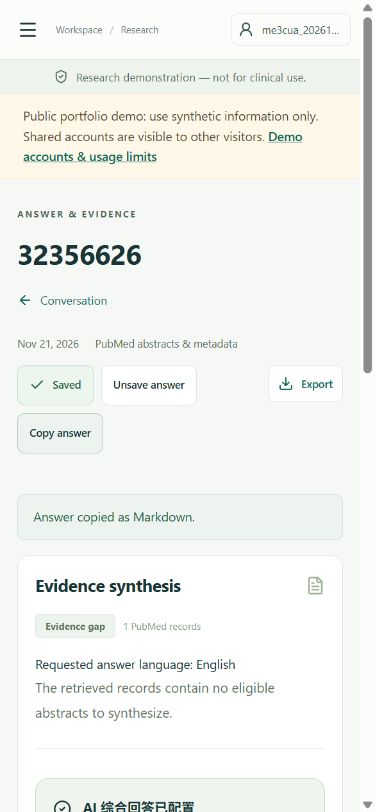 Workspace / Research
me3cua_20261...
Research demonstration — not for clinical use.
Public portfolio demo: use synthetic information only.
Shared accounts are visible to other visitors. Demo
accounts & usage limits
ANSWER & EVIDENCE
32356626
Conversation
Nov 21, 2026 PubMed abstracts & metadata
Saved
Unsave answer
Export
Copy answer
Answer copied as Markdown.
Evidence synthesis
Evidence gap 1 PubMed records
Requested answer language: English
The retrieved records contain no eligible
abstracts to synthesize.
AI 综合回答已配置